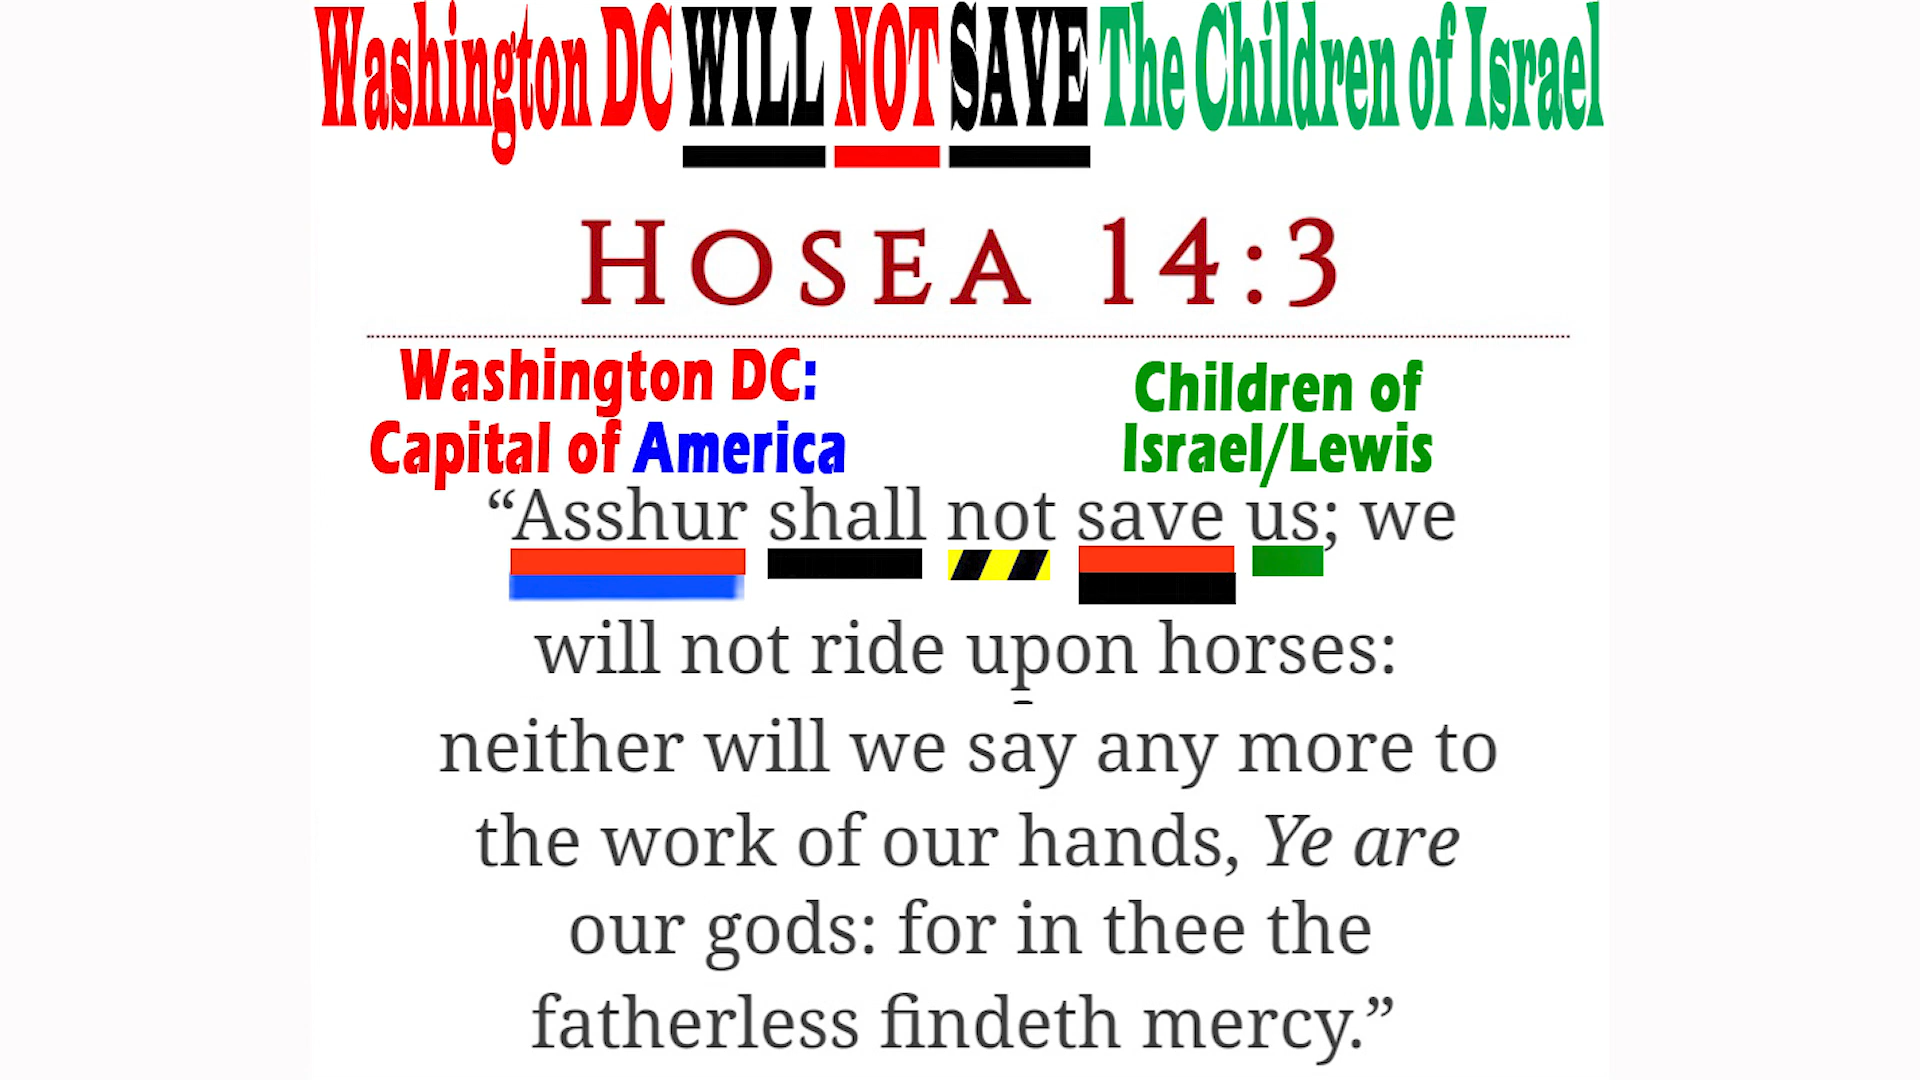 Washington DC WILL NOT SAVE The Children of Israel
HOSEA 14:3
Washington DC:
Capital of America
Children of
Israel/Lewis
“Asshur shall not save us; we
will not ride upon horses:
neither will we say any more to
the work of our hands, Ye are
our gods: for in thee the
fatherless findeth mercy.”